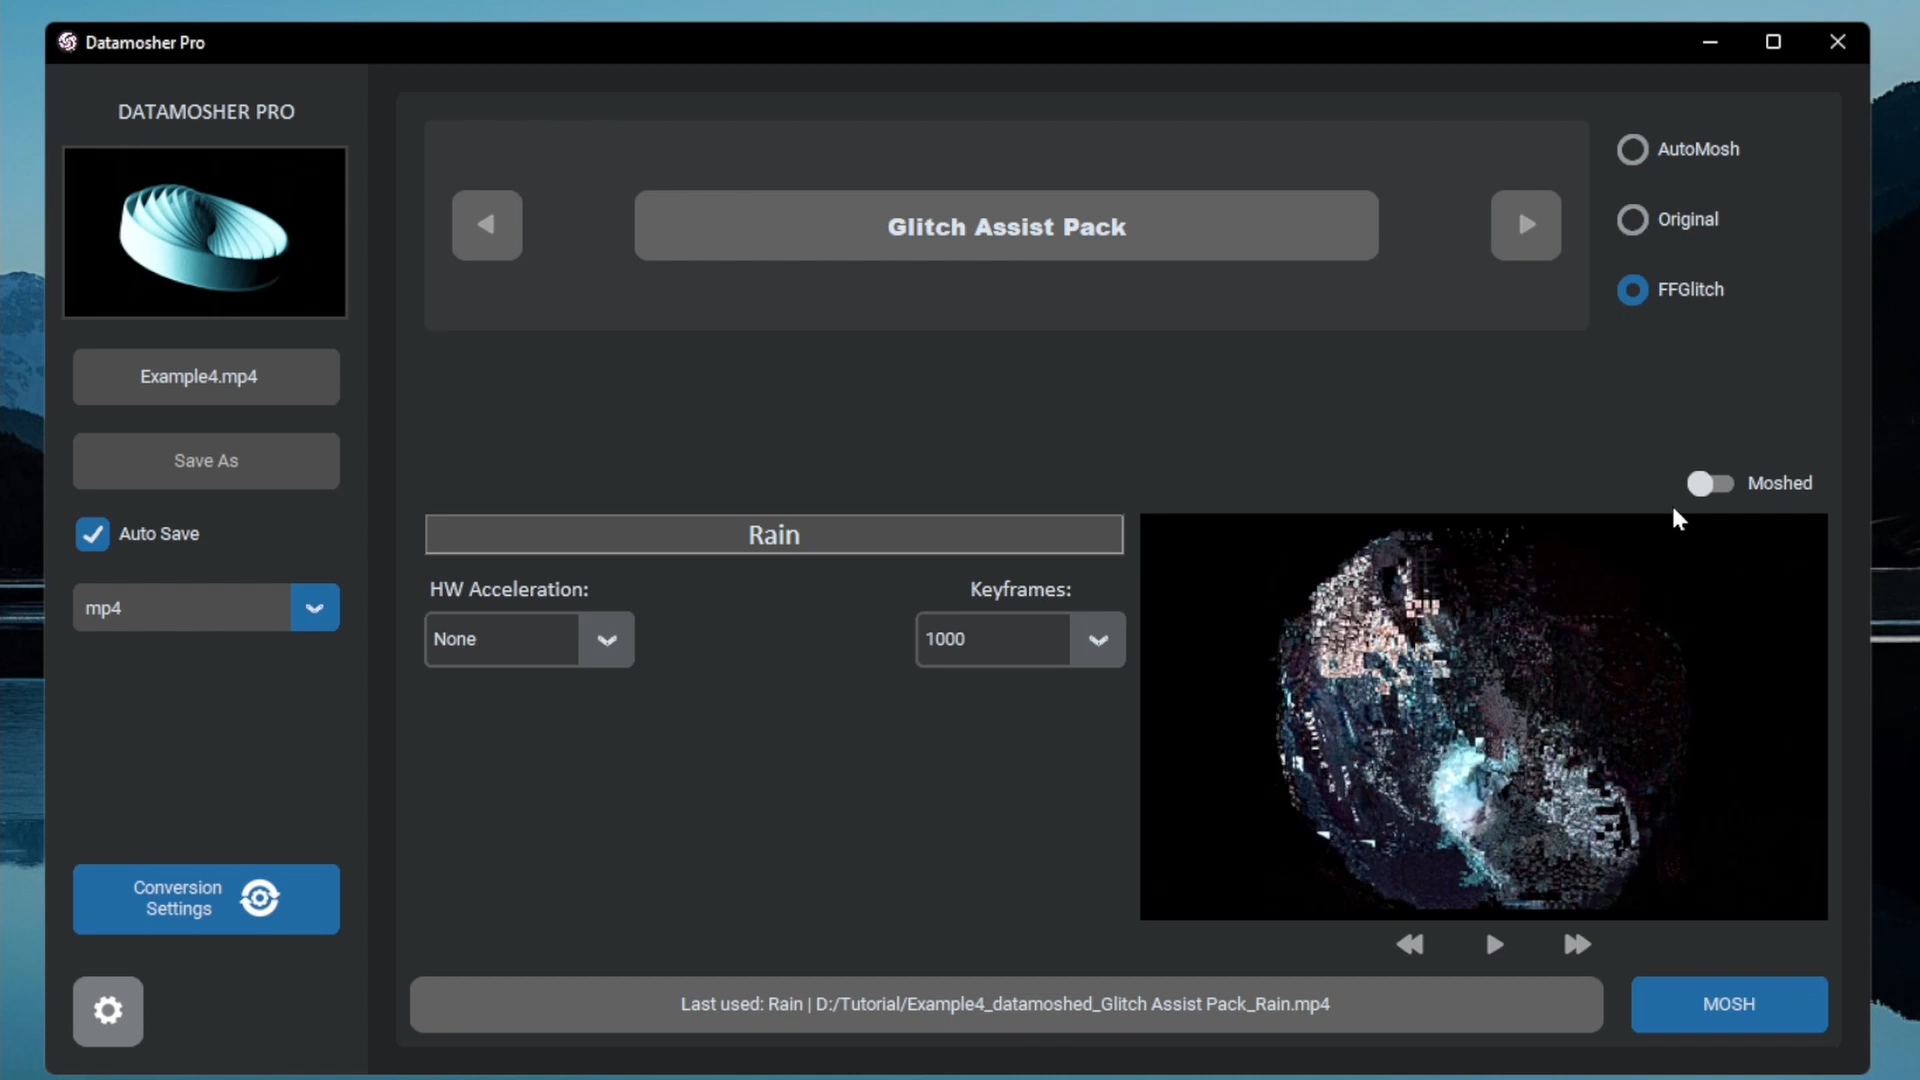 Datamosher Pro
DATAMOSHER PRO
Example4.mp4
Save As
Auto Save
mp4
Conversion
Settings
Glitch Assist Pack
AutoMosh
Original
FFGlitch
Moshed
Rain
HW Acceleration:
None
Keyframes:
1000
Last used: Rain | D:/Tutorial/Example4_datamoshed_Glitch Assist Pack_Rain.mp4
MOSH